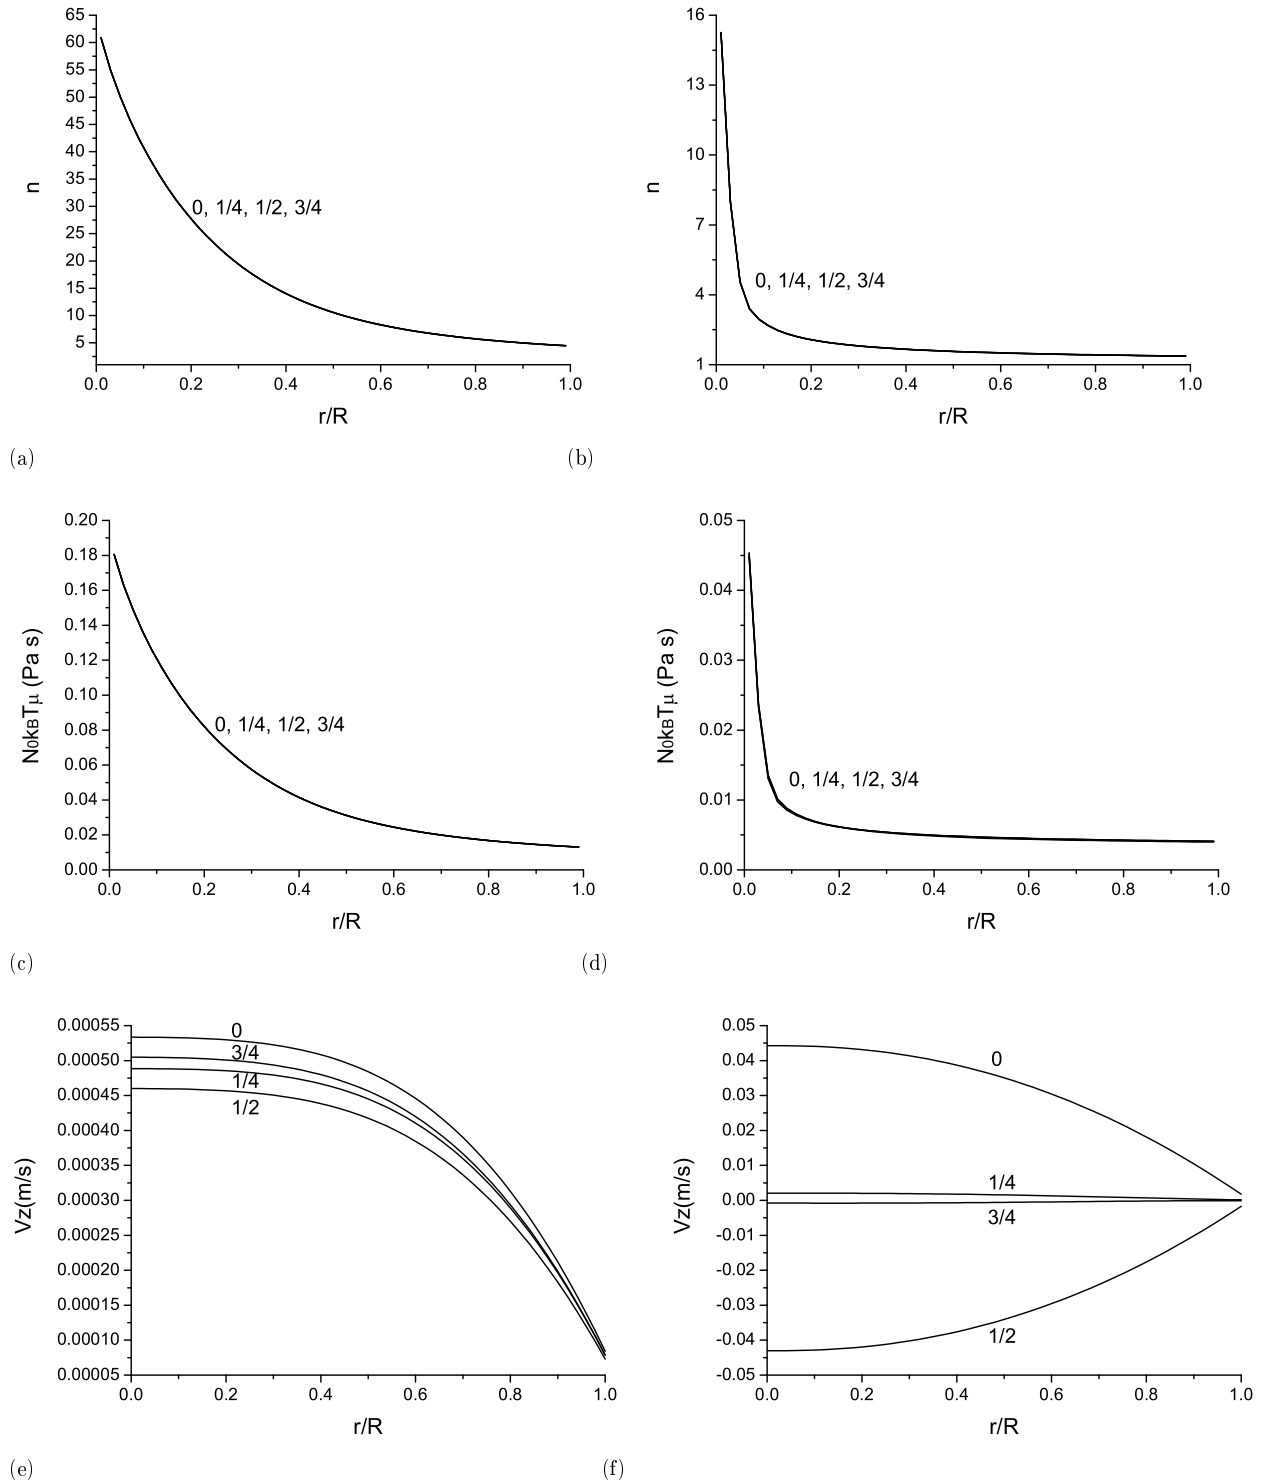 65
60
55
50
45
40
35
30
25
20
15
10
5
n
0, 1/4, 1/2, 3/4
0.0 0.2 0.4 0.6 0.8 1.0
r/R
(a)
16
13
10
7
4
1
n
0, 1/4, 1/2, 3/4
0.0 0.2 0.4 0.6 0.8 1.0
r/R
(b)
0.20
0.18
0.16
0.14
0.12
0.10
0.08
0.06
0.04
0.02
0.00
N0kBTμ (Pa s)
0, 1/4, 1/2, 3/4
0.0 0.2 0.4 0.6 0.8 1.0
r/R
(c)
0.05
0.04
0.03
0.02
0.01
0.00
N0kBTμ (Pa s)
0, 1/4, 1/2, 3/4
0.0 0.2 0.4 0.6 0.8 1.0
r/R
(d)
0.00055
0.00050
0.00045
0.00040
0.00035
0.00030
0.00025
0.00020
0.00015
0.00010
0.00005
Vz(m/s)
0
3/4
1/4
1/2
0.0 0.2 0.4 0.6 0.8 1.0
r/R
(e)
0.05
0.04
0.03
0.02
0.01
0.00
-0.01
-0.02
-0.03
-0.04
-0.05
Vz(m/s)
0
1/4
3/4
1/2
0.0 0.2 0.4 0.6 0.8 1.0
r/R
(f)